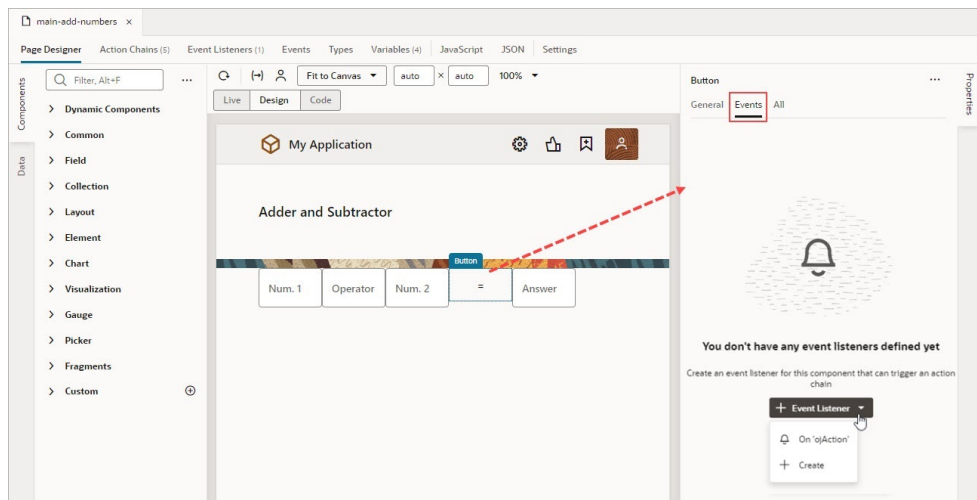 main-add-numbers ×
Page Designer Action Chains (5) Event Listeners (1) Events Types Variables (4) JavaScript JSON Settings
Components
Data
Filter, Alt+F
Dynamic Components
Common
Field
Collection
Layout
Element
Chart
Visualization
Gauge
Picker
Fragments
Custom
Fit to Canvas auto × auto 100%
Live Design Code
My Application
Adder and Subtractor
Button
Num. 1 Operator Num. 2 = Answer
Button
General Events All
You don't have any event listeners defined yet
Create an event listener for this component that can trigger an action
chain
+ Event Listener
On 'ojAction'
+ Create
Properties